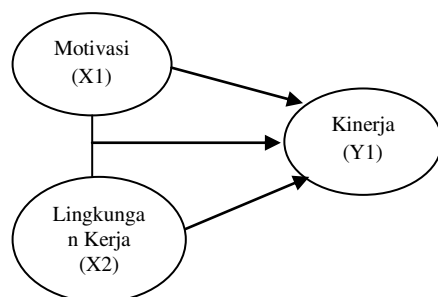 Motivasi
(X1)
Kinerja
(Y1)
Lingkunga
n Kerja
(X2)